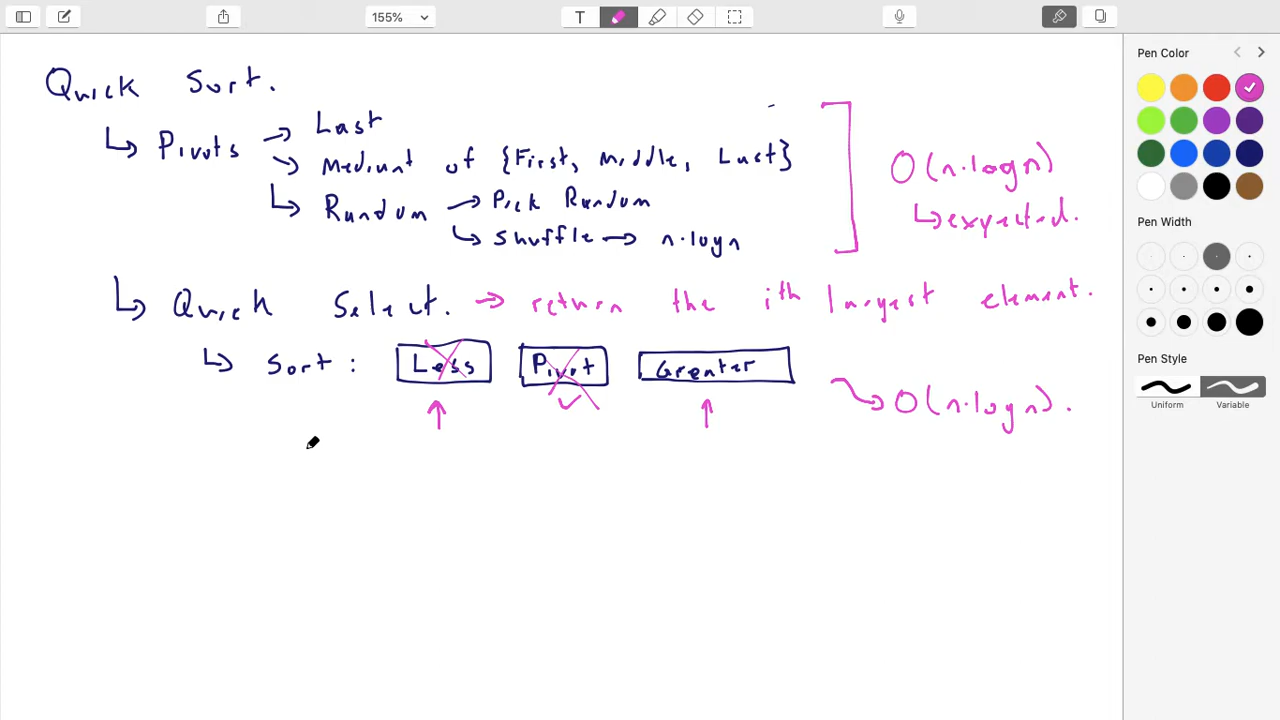 155%
Pen Color
Quick Sort.
Pivots → Last
Mediunt of {First, Middle, Last}
Random → Pick Random
Shuffle → n·logn
O(n·logn)
↳ expected.
Pen Width
Quick Select. → return the ith largest element.
Sort: Less Pivot Greater
O(n·logn).
Pen Style
Uniform Variable